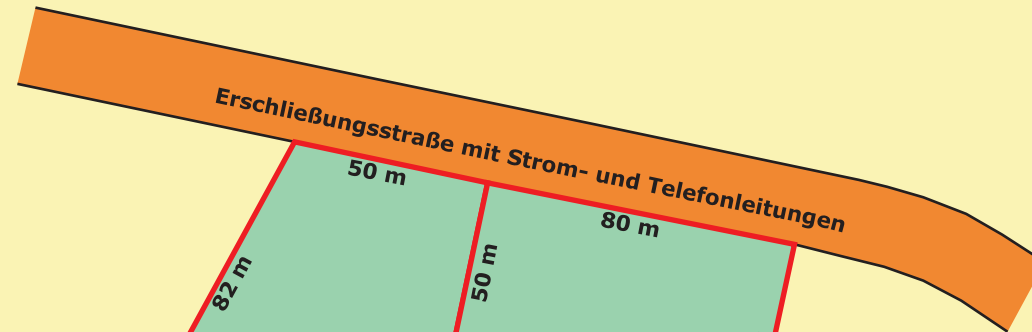 Erschließungsstraße mit Strom- und Telefonleitungen
50 m
80 m
82 m
50 m